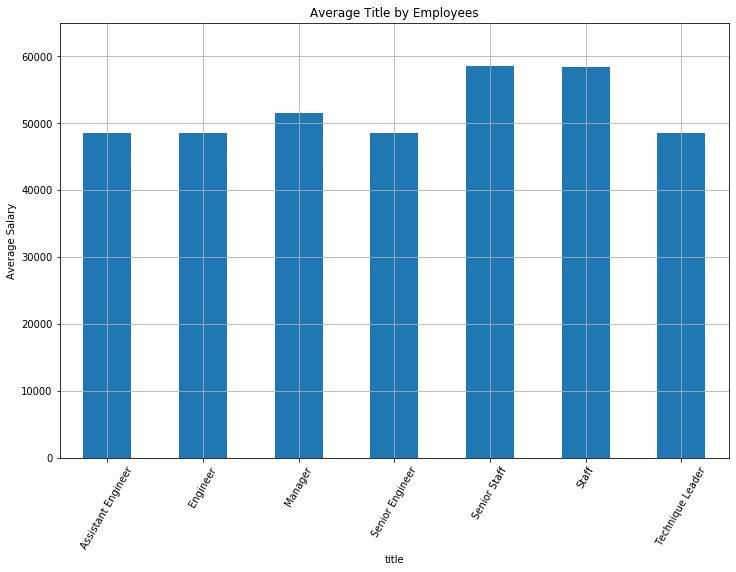 Average Title by Employees
Average Salary
60000
50000
40000
30000
20000
10000
0
Assistant Engineer
Engineer
Manager
Senior Engineer
Senior Staff
Staff
Technique Leader
title